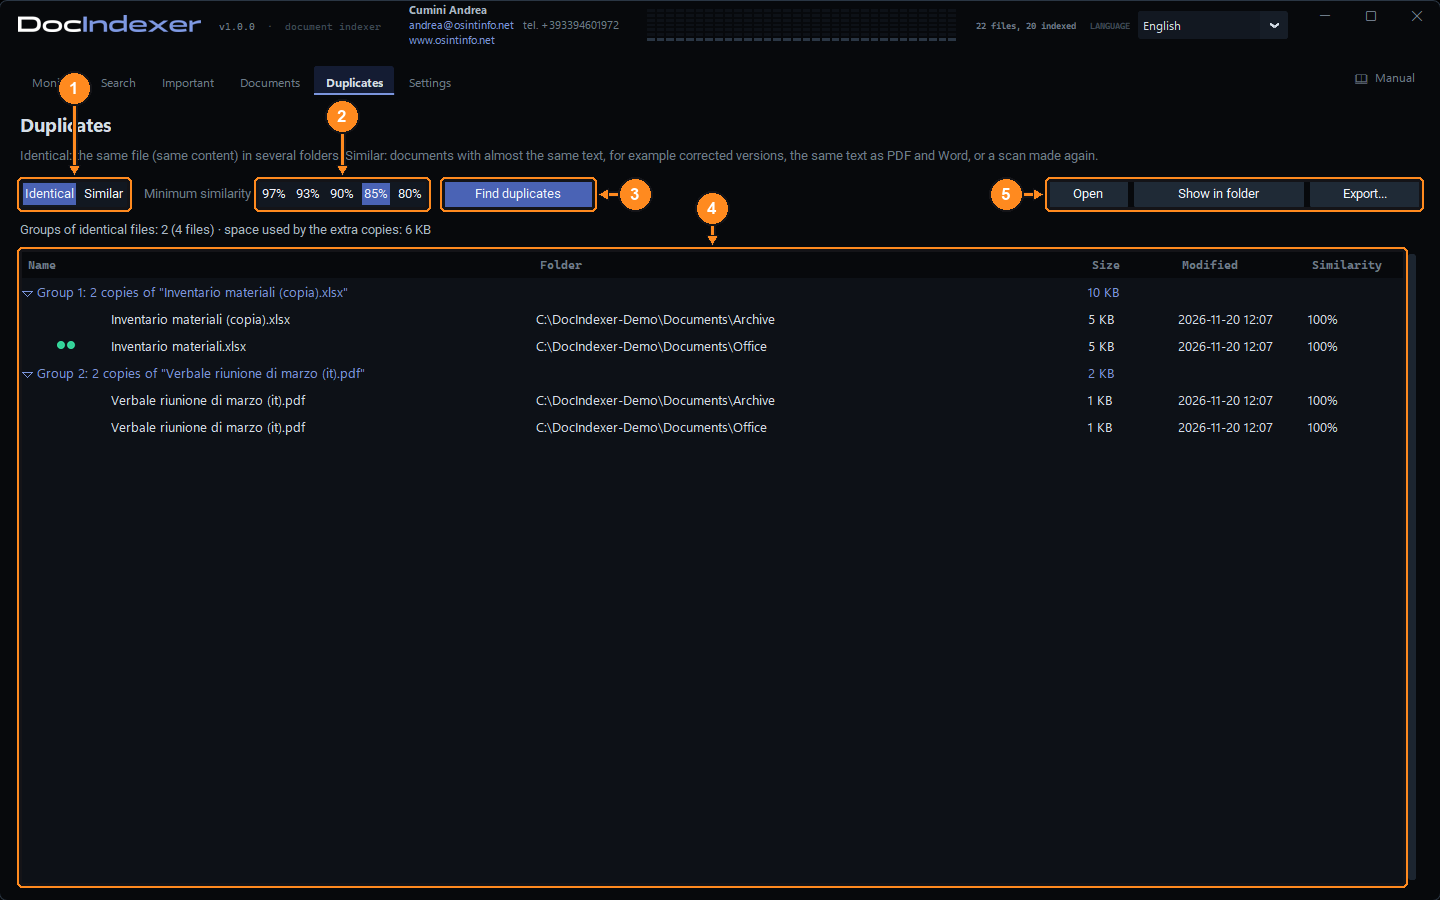 DocIndexer v1.0.0 · document indexer
Cumini Andrea
andrea@osintinfo.net tel. +393394601972
www.osintinfo.net
22 files, 20 indexed LANGUAGE English
Search Important Documents Duplicates Settings Manual
1
2
Duplicates
Identical: the same file (same content) in several folders. Similar: documents with almost the same text, for example corrected versions, the same text as PDF and Word, or a scan made again.
Identical Similar Minimum similarity 97% 93% 90% 85% 80% Find duplicates 3 5 Open Show in folder Export...
4
Groups of identical files: 2 (4 files) · space used by the extra copies: 6 KB
Name Folder Size Modified Similarity
Group 1: 2 copies of "Inventario materiali (copia).xlsx" 10 KB
Inventario materiali (copia).xlsx C:\DocIndexer-Demo\Documents\Archive 5 KB 2026-11-20 12:07 100%
Inventario materiali.xlsx C:\DocIndexer-Demo\Documents\Office 5 KB 2026-11-20 12:07 100%
Group 2: 2 copies of "Verbale riunione di marzo (it).pdf" 2 KB
Verbale riunione di marzo (it).pdf C:\DocIndexer-Demo\Documents\Archive 1 KB 2026-11-20 12:07 100%
Verbale riunione di marzo (it).pdf C:\DocIndexer-Demo\Documents\Office 1 KB 2026-11-20 12:07 100%